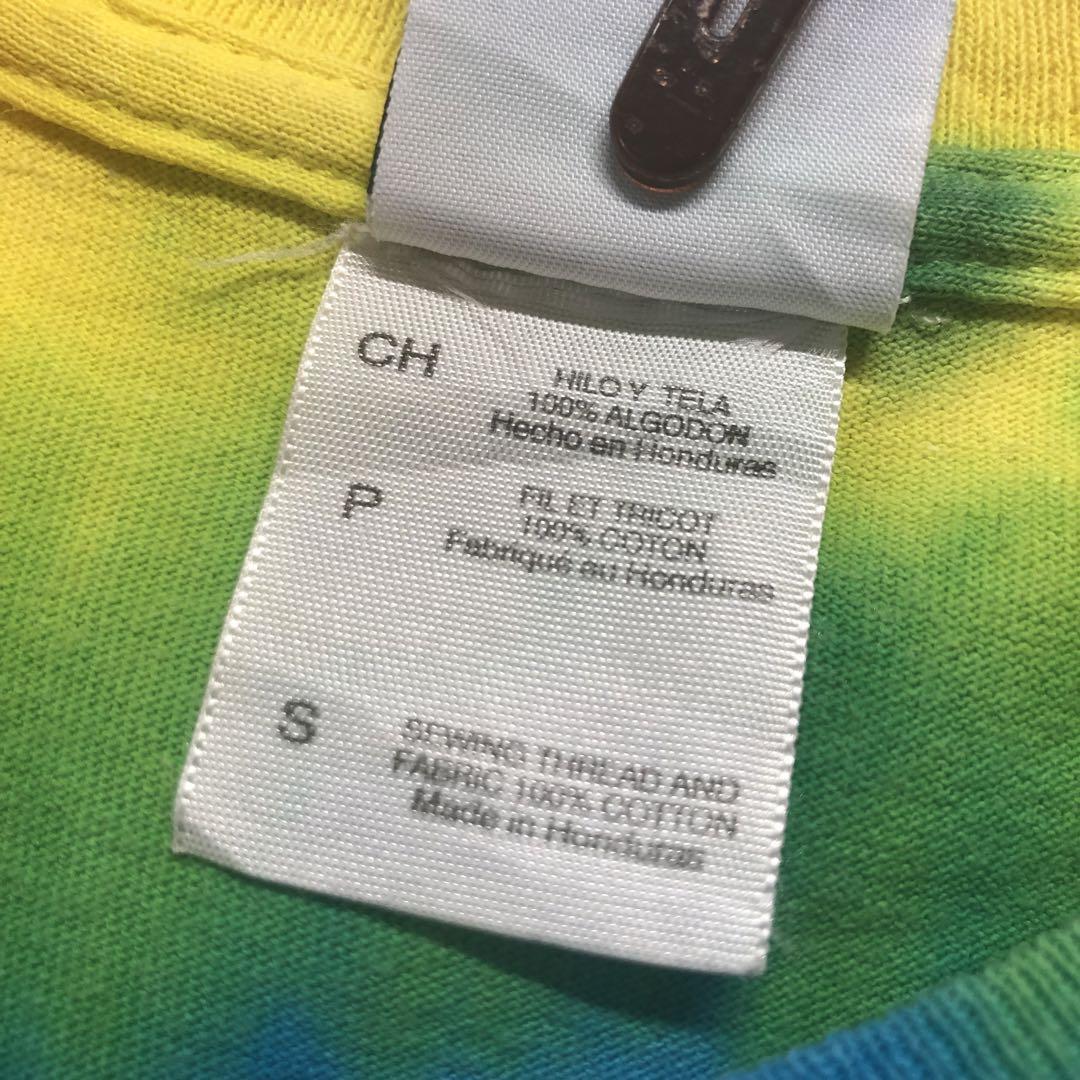 CH
HILO Y TELA
100% ALGODON
Hecho en Honduras
P
FIL ET TRICOT
100% COTON
Fabriqué au Honduras
S
SEWING THREAD AND
FABRIC 100% COTTON
Made in Honduras